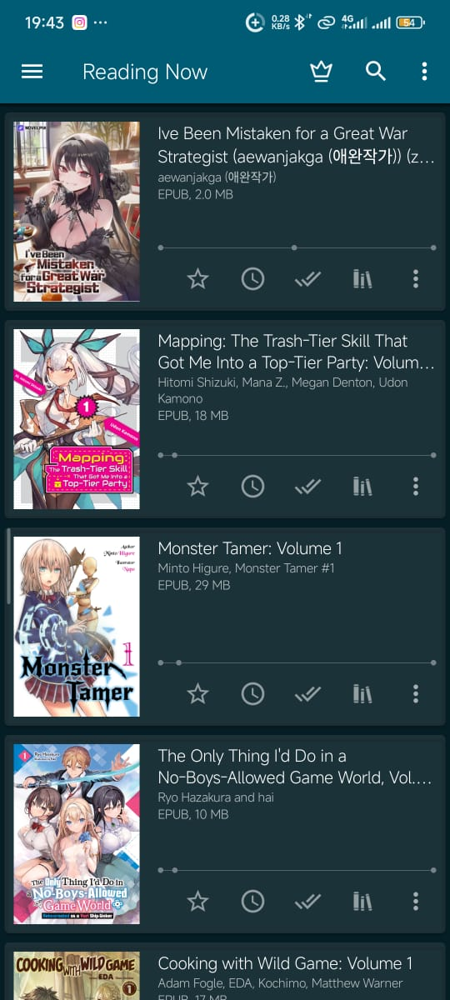 19:43
0.28
KB/s
4G
54
Reading Now
NOVELPIA
I've Been
Mistaken
for a Great War
Strategist
Ive Been Mistaken for a Great War
Strategist (aewanjakga (애완작가)) (z...
aewanjakga (애완작가)
EPUB, 2.0 MB
Hitomi Shizuki
1
Udon Kamono
Mapping:
The Trash-Tier Skill
That Got Me Into a
Top-Tier Party
Mapping: The Trash-Tier Skill That
Got Me Into a Top-Tier Party: Volum...
Hitomi Shizuki, Mana Z., Megan Denton, Udon
Kamono
EPUB, 18 MB
Author
Minto Higure
Illustrator
Napo
1
Monster
Tamer
Monster Tamer: Volume 1
Minto Higure, Monster Tamer #1
EPUB, 29 MB
1
Ryo Hazakura
The Only Thing I'd Do in
a No-Boys-Allowed
Game World
Reincarnated as a Yuri Ship Sinker
The Only Thing I'd Do in a
No-Boys-Allowed Game World, Vol....
Ryo Hazakura and hai
EPUB, 10 MB
COOKING WITH WILD GAME
EDA
1
Cooking with Wild Game: Volume 1
Adam Fogle, EDA, Kochimo, Matthew Warner
EPUB, 17 MB